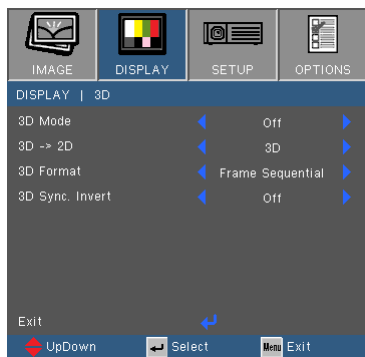 IMAGE DISPLAY SETUP OPTIONS
DISPLAY | 3D
3D Mode Off
3D -> 2D 3D
3D Format Frame Sequential
3D Sync. Invert Off
Exit
UpDown Select Menu Exit